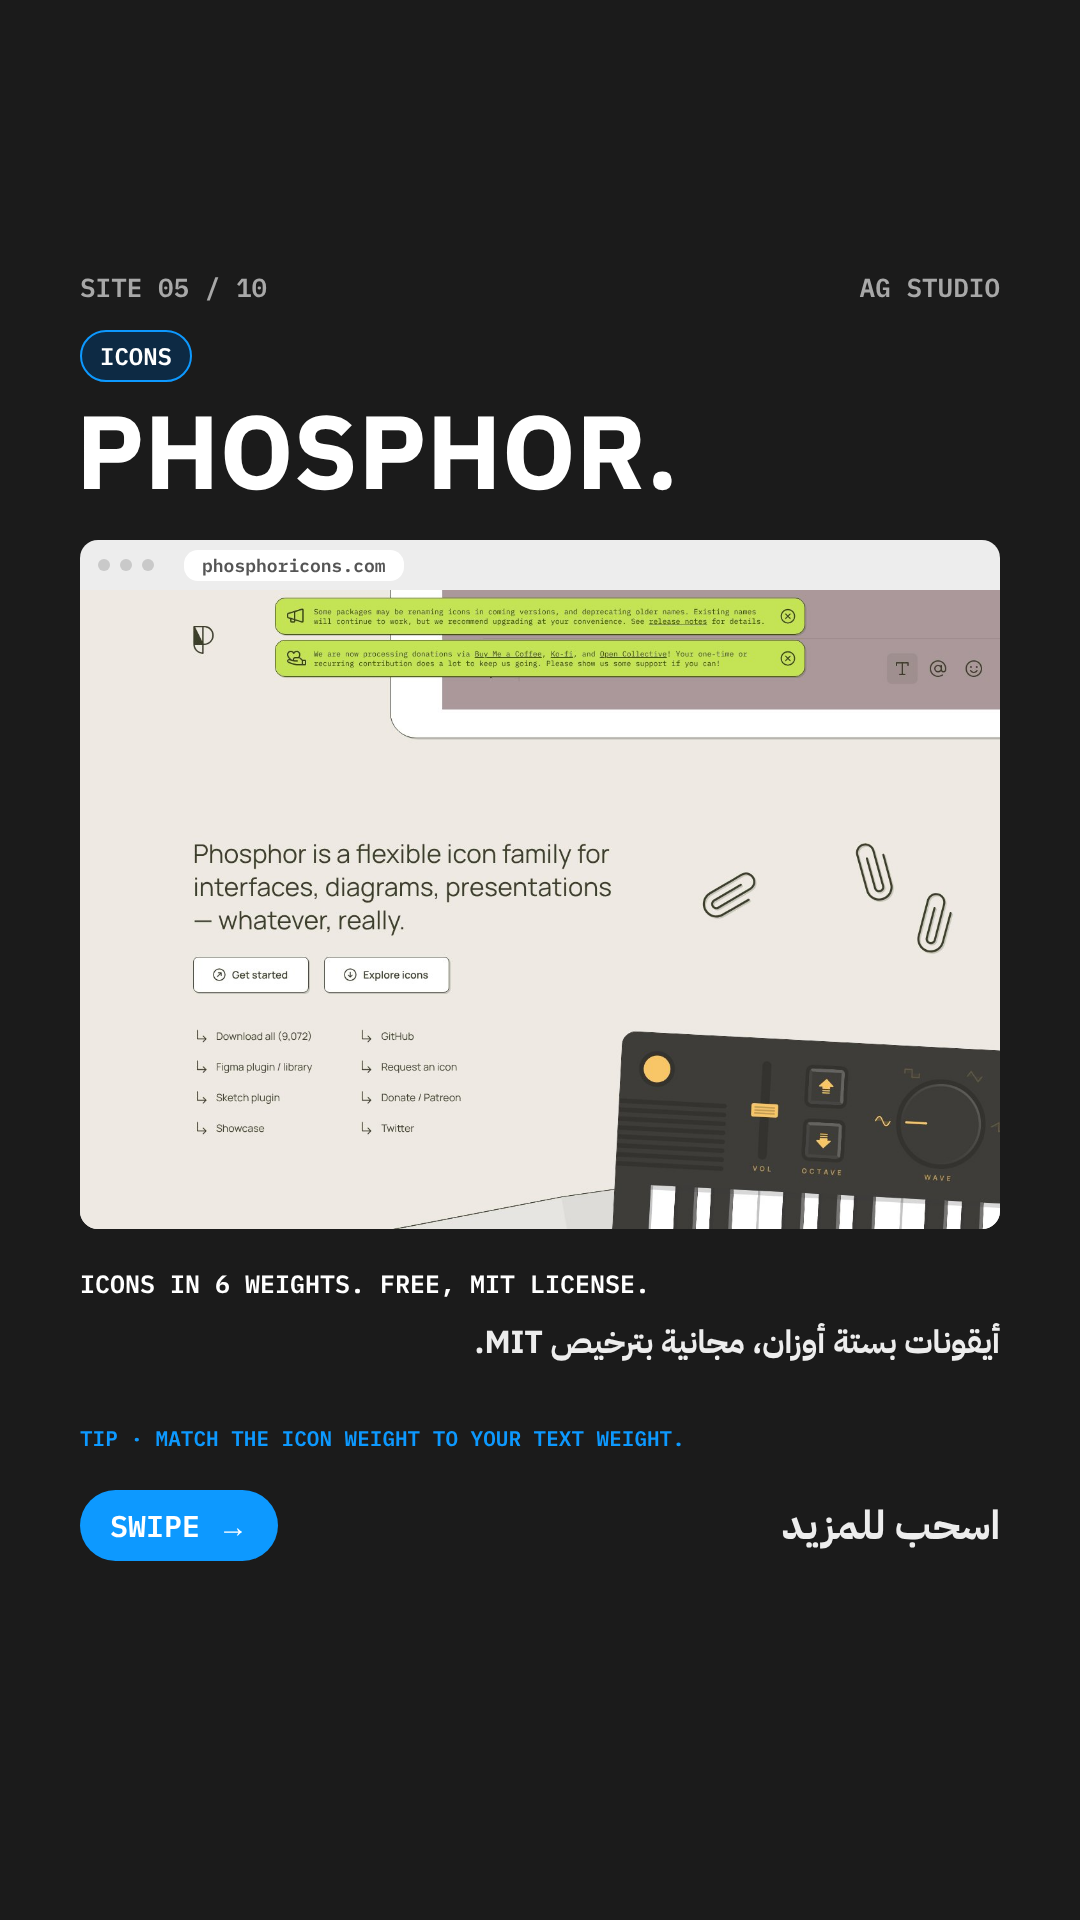 SITE 05 / 10
AG STUDIO
ICONS
PHOSPHOR.
phosphoricons.com
Some packages may be renaming icons in coming versions, and deprecating older names. Existing names
will continue to work, but we recommend upgrading at your convenience. See release notes for details.
We are now processing donations via Buy Me a Coffee, Ko-fi, and Open Collective! Your one-time or
recurring contribution does a lot to keep us going. Please show us some support if you can!
Phosphor is a flexible icon family for
interfaces, diagrams, presentations
— whatever, really.
Get started
Explore icons
Download all (9,072)
GitHub
Figma plugin / library
Request an icon
Sketch plugin
Donate / Patreon
Showcase
Twitter
VOL
OCTAVE
WAVE
ICONS IN 6 WEIGHTS. FREE, MIT LICENSE.
أيقونات بستة أوزان، مجانية بترخيص MIT.
TIP · MATCH THE ICON WEIGHT TO YOUR TEXT WEIGHT.
SWIPE →
اسحب للمزيد